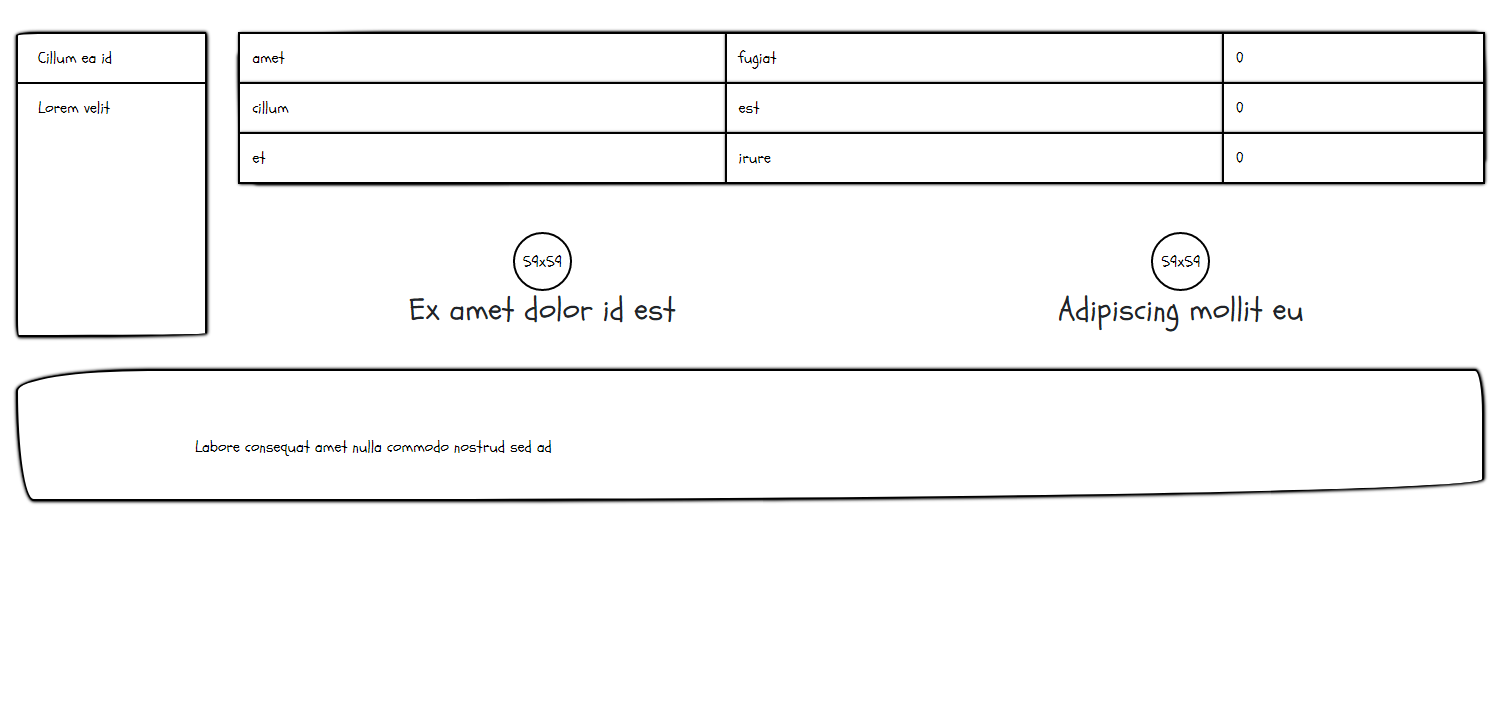 Cillum ea id
Lorem velit
amet fugiat 0
cillum est 0
et irure 0
59x59
Ex amet dolor id est
59x59
Adipiscing mollit eu
Labore consequat amet nulla commodo nostrud sed ad